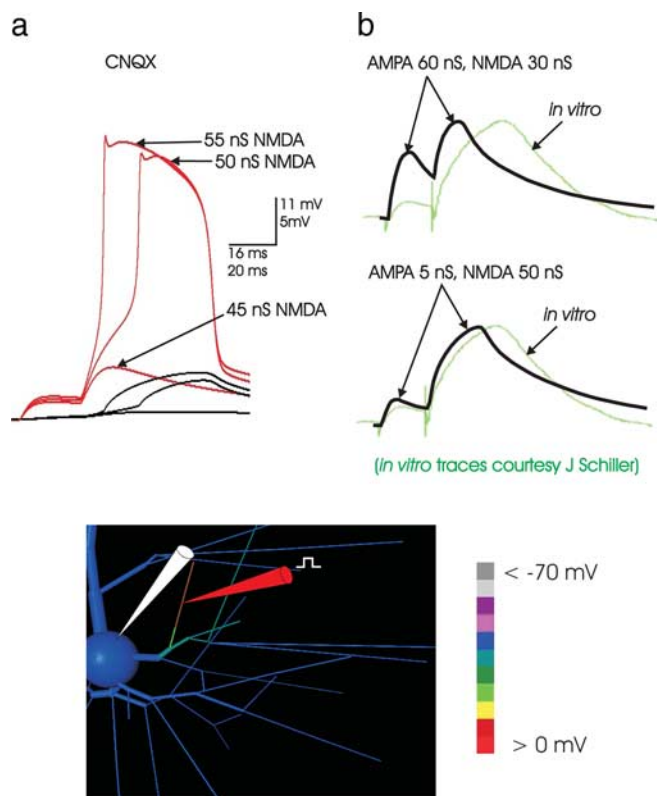 a
CNQX
55 nS NMDA
50 nS NMDA
11 mV
5mV
16 ms
20 ms
45 nS NMDA
b
AMPA 60 nS, NMDA 30 nS
in vitro
AMPA 5 nS, NMDA 50 nS
in vitro
(in vitro traces courtesy J Schiller)
< -70 mV
> 0 mV